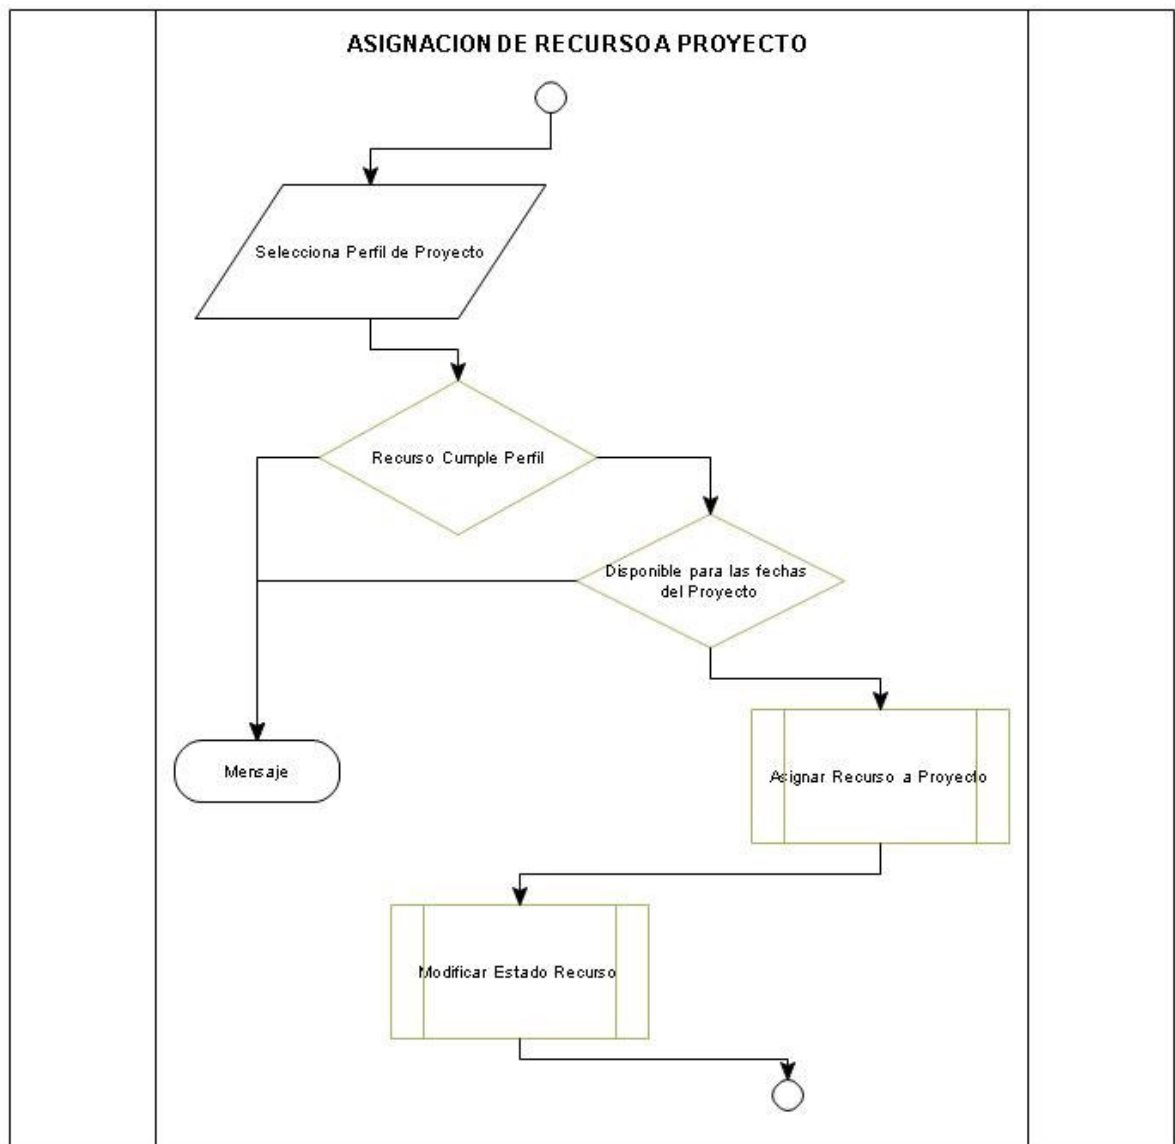 ASIGNACION DE RECURSO A PROYECTO
Selecciona Perfil de Proyecto
Recurso Cumple Perfil
Disponible para las fechas
del Proyecto
Mensaje
Asignar Recurso a Proyecto
Modificar Estado Recurso